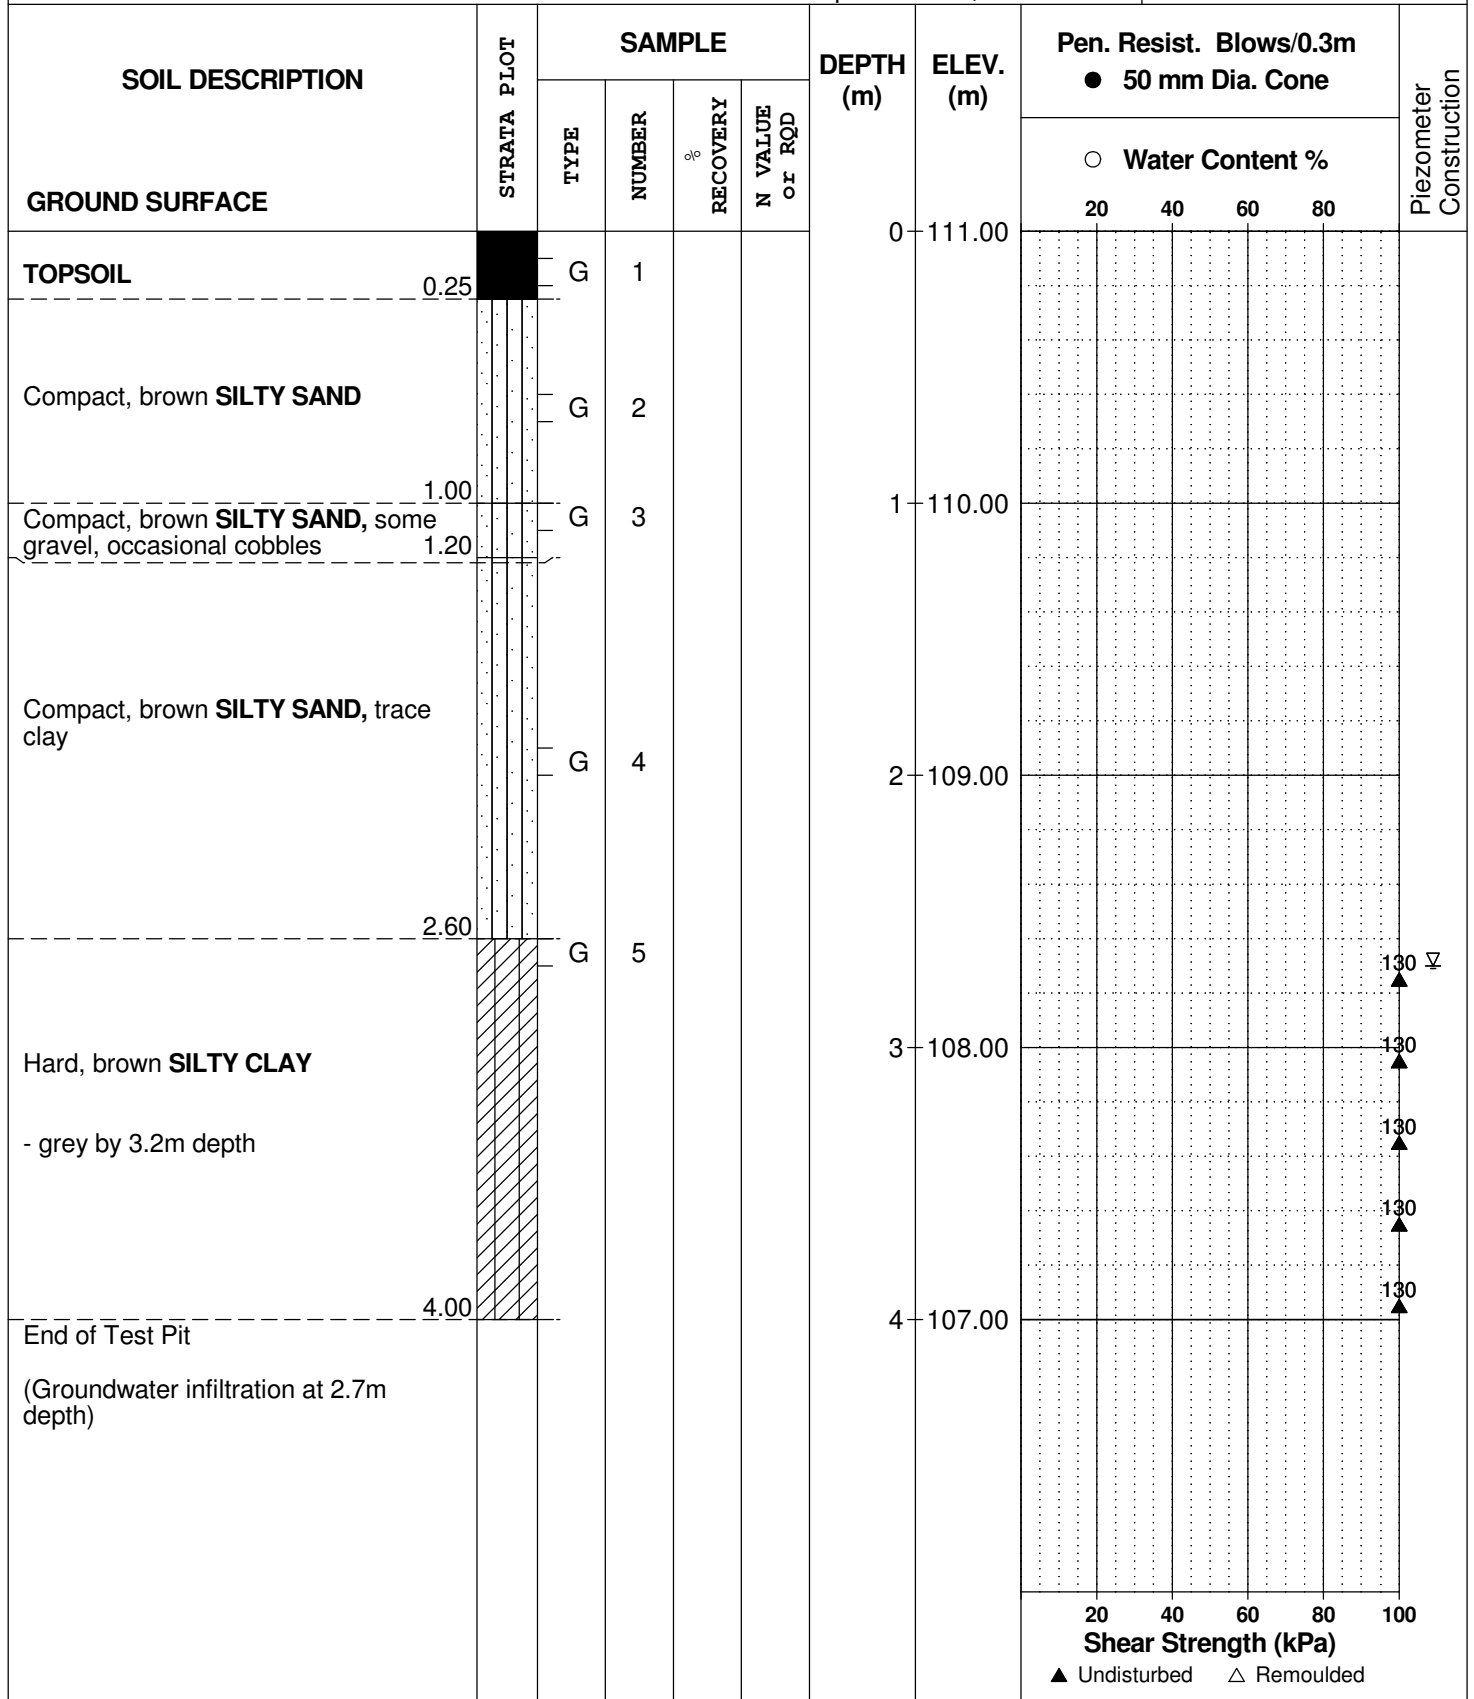 SOIL DESCRIPTION
GROUND SURFACE
STRATA PLOT
SAMPLE
TYPE
NUMBER
%
RECOVERY
N VALUE
or RQD
DEPTH
(m)
ELEV.
(m)
Pen. Resist. Blows/0.3m
● 50 mm Dia. Cone
○ Water Content %
20 40 60 80
Piezometer
Construction
0 111.00
TOPSOIL
0.25
G 1
Compact, brown SILTY SAND
G 2
1.00
1 110.00
Compact, brown SILTY SAND, some
gravel, occasional cobbles 1.20
G 3
Compact, brown SILTY SAND, trace
clay
G 4
2 109.00
2.60
G 5
130
Hard, brown SILTY CLAY
3 108.00
130
- grey by 3.2m depth
130
130
130
4.00
4 107.00
End of Test Pit
(Groundwater infiltration at 2.7m
depth)
20 40 60 80 100
Shear Strength (kPa)
▲ Undisturbed △ Remoulded